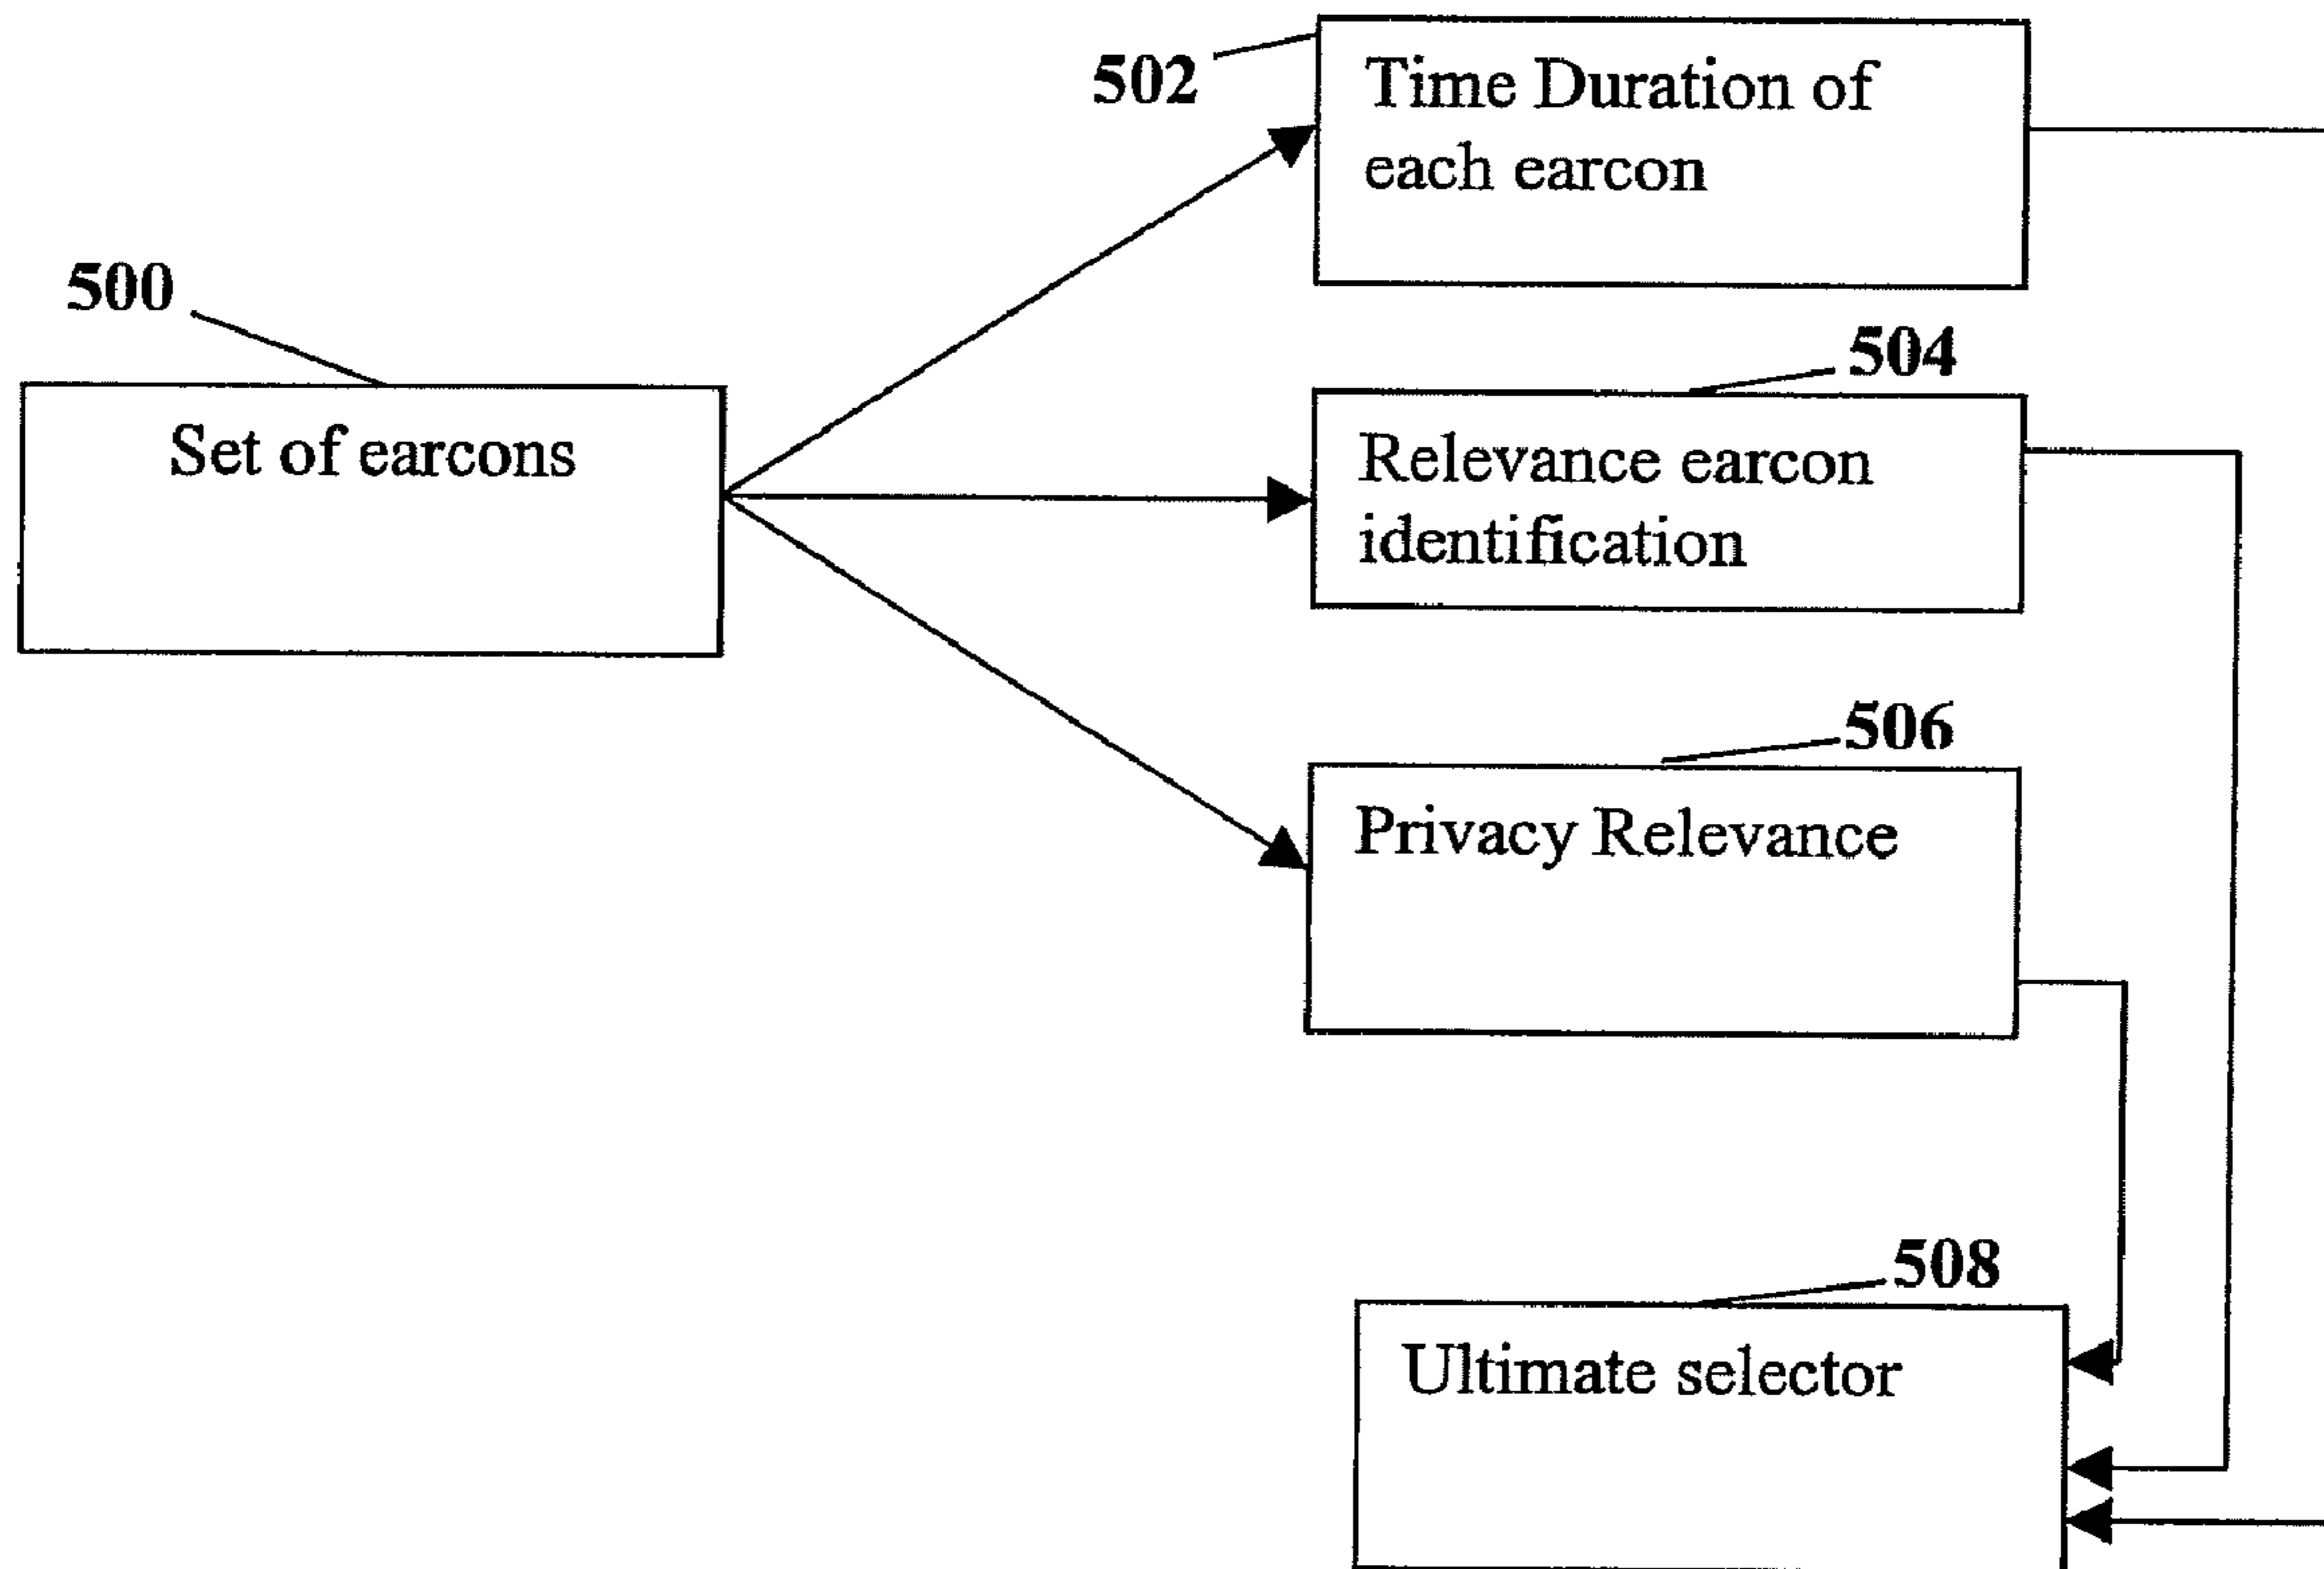 502
Time Duration of
each earcon
500
Set of earcons
504
Relevance earcon
identification
506
Privacy Relevance
508
Ultimate selector